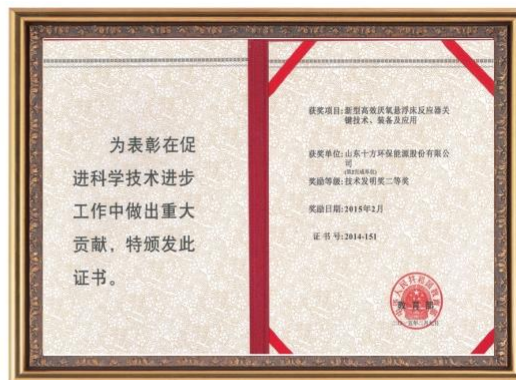 为表彰在促
进科学技术进步
工作中做出重大
贡献，特颁发此
证书。
获奖项目:新型高效厌氧悬浮床反应器关
键技术、装备及应用
获奖单位:山东十方环保能源股份有限公
司
奖励等级:技术发明奖二等奖
奖励日期:2015年2月
证 书 号:2014-151
教育部